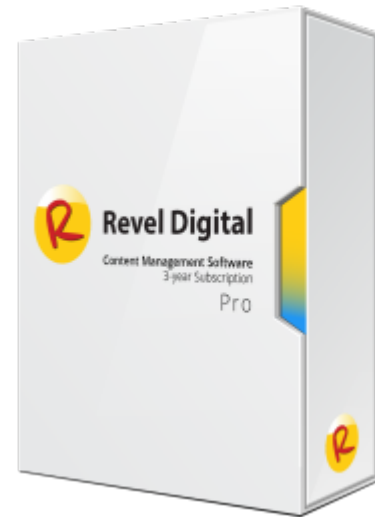 R
Revel Digital
Content Management Software
3-year Subscription
Pro
R